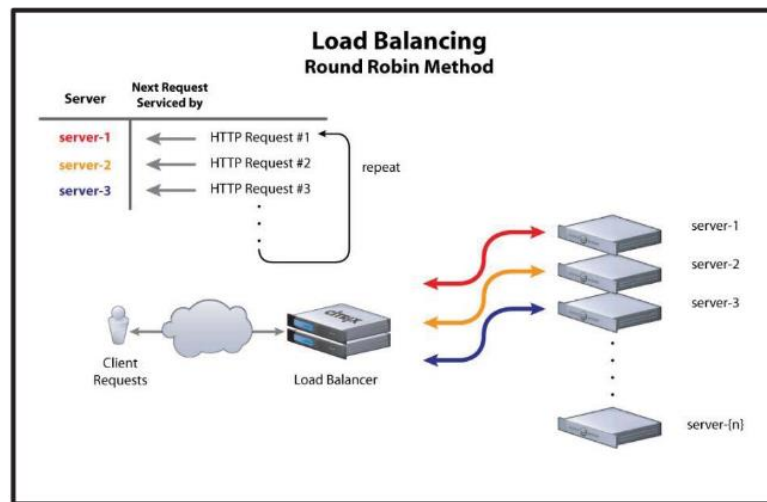 Load Balancing
Round Robin Method
Server
Next Request
Serviced by
server-1
HTTP Request #1
server-2
HTTP Request #2
server-3
HTTP Request #3
repeat
server-1
server-2
server-3
server-{n}
Client
Requests
Load Balancer